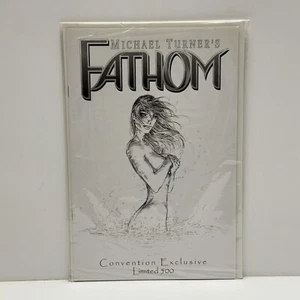 MICHAEL TURNER'S
FATHOM
Convention Exclusive
Limited 500